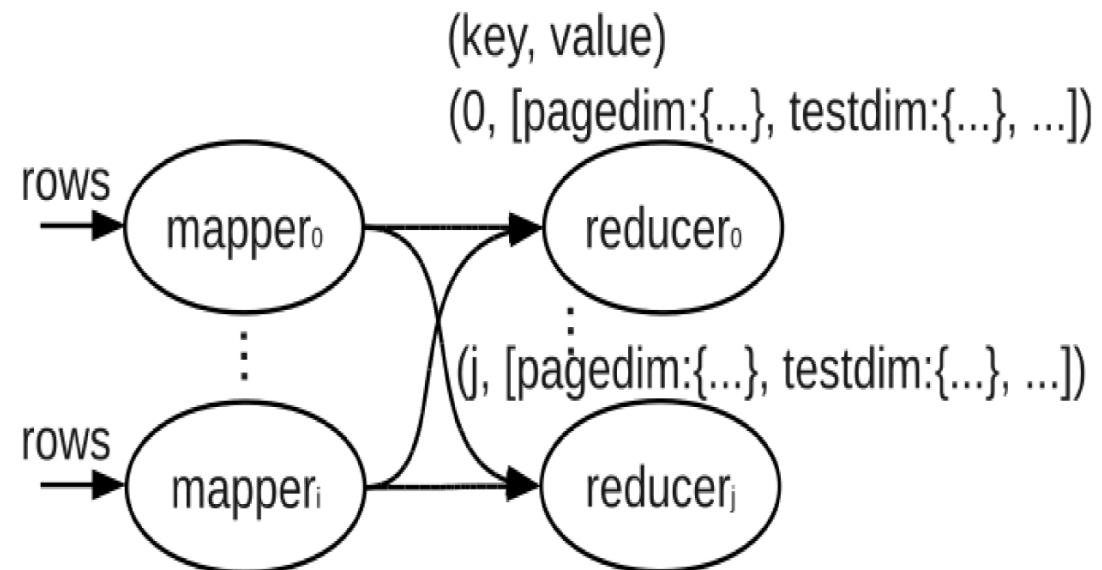 (key, value)
(0, [pagedim:{...}, testdim:{...}, ...])
rows
mapper0
reducer0
(j, [pagedim:{...}, testdim:{...}, ...])
rows
mapperi
reducerj